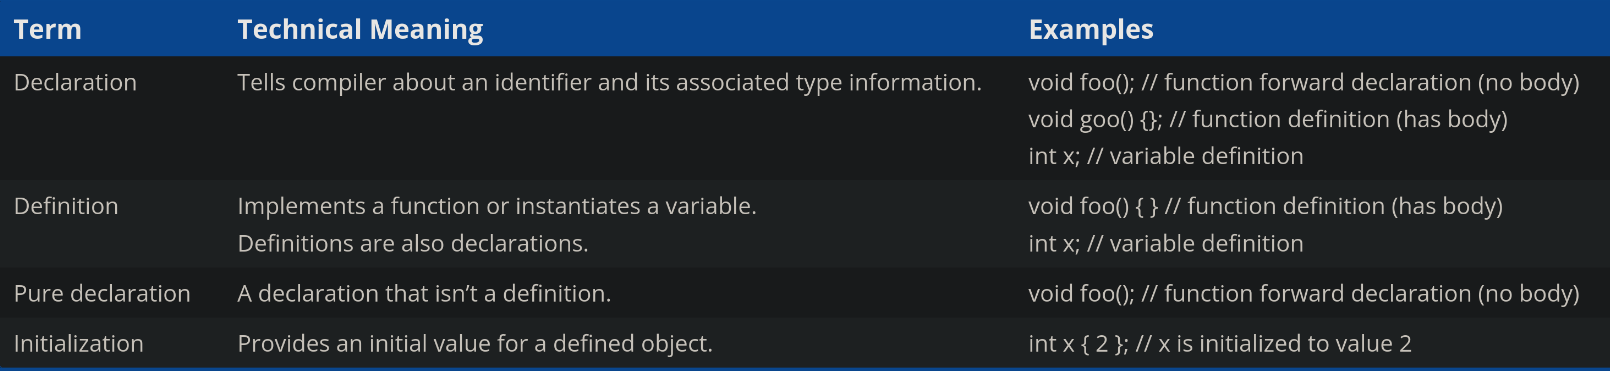 Term Technical Meaning Examples
Declaration Tells compiler about an identifier and its associated type information. void foo(); // function forward declaration (no body)
void goo() {}; // function definition (has body)
int x; // variable definition
Definition Implements a function or instantiates a variable. void foo() { } // function definition (has body)
Definitions are also declarations. int x; // variable definition
Pure declaration A declaration that isn’t a definition. void foo(); // function forward declaration (no body)
Initialization Provides an initial value for a defined object. int x { 2 }; // x is initialized to value 2